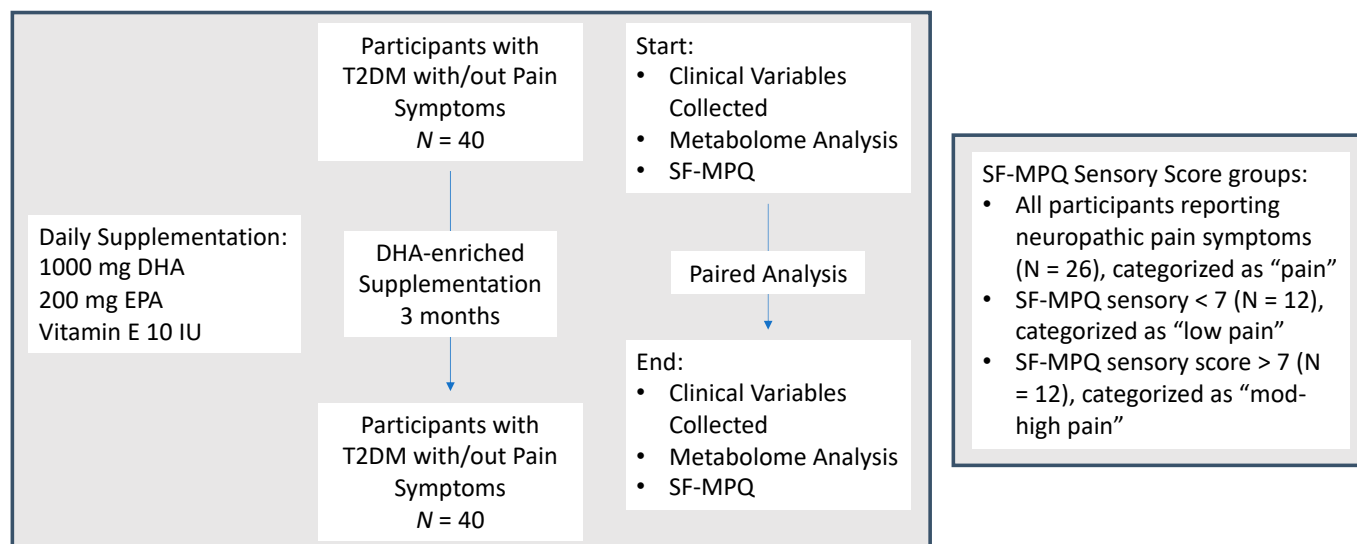 Daily Supplementation:
1000 mg DHA
200 mg EPA
Vitamin E 10 IU
Participants with
T2DM with/out Pain
Symptoms
N = 40
DHA-enriched
Supplementation
3 months
Participants with
T2DM with/out Pain
Symptoms
N = 40
Start:
• Clinical Variables
Collected
• Metabolome Analysis
• SF-MPQ
Paired Analysis
End:
• Clinical Variables
Collected
• Metabolome Analysis
• SF-MPQ
SF-MPQ Sensory Score groups:
• All participants reporting
neuropathic pain symptoms
(N = 26), categorized as “pain”
• SF-MPQ sensory < 7 (N = 12),
categorized as “low pain”
• SF-MPQ sensory score > 7 (N
= 12), categorized as “mod-
high pain”